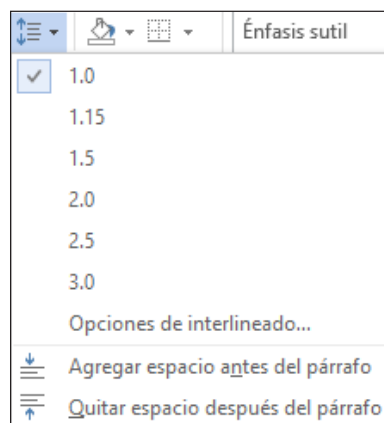 Énfasis sutil
1.0
1.15
1.5
2.0
2.5
3.0
Opciones de interlineado...
Agregar espacio antes del párrafo
Quitar espacio después del párrafo